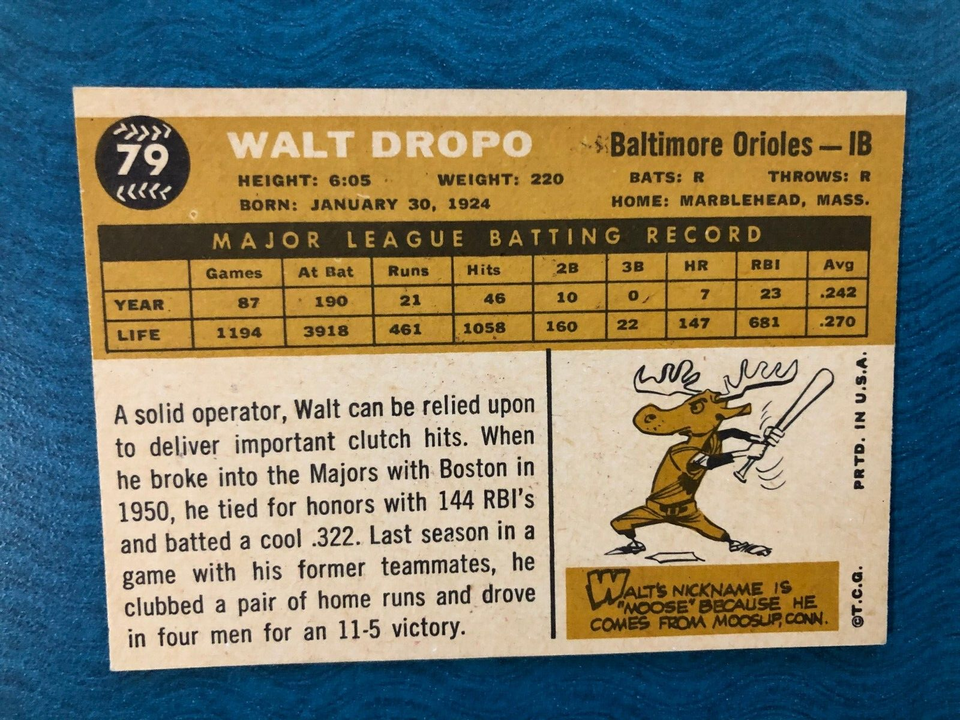 79
WALT DROPO
Baltimore Orioles — 1B
HEIGHT: 6:05 WEIGHT: 220 BATS: R THROWS: R
BORN: JANUARY 30, 1924 HOME: MARBLEHEAD, MASS.
MAJOR LEAGUE BATTING RECORD
Games At Bat Runs Hits 2B 3B HR RBI Avg
YEAR 87 190 21 46 10 0 7 23 .242
LIFE 1194 3918 461 1058 160 22 147 681 .270
A solid operator, Walt can be relied upon
to deliver important clutch hits. When
he broke into the Majors with Boston in
1950, he tied for honors with 144 RBI's
and batted a cool .322. Last season in a
game with his former teammates, he
clubbed a pair of home runs and drove
in four men for an 11-5 victory.
WALT'S NICKNAME IS
"MOOSE" BECAUSE HE
COMES FROM MOOSUP, CONN.
©T.C.G. PRTD. IN U.S.A.